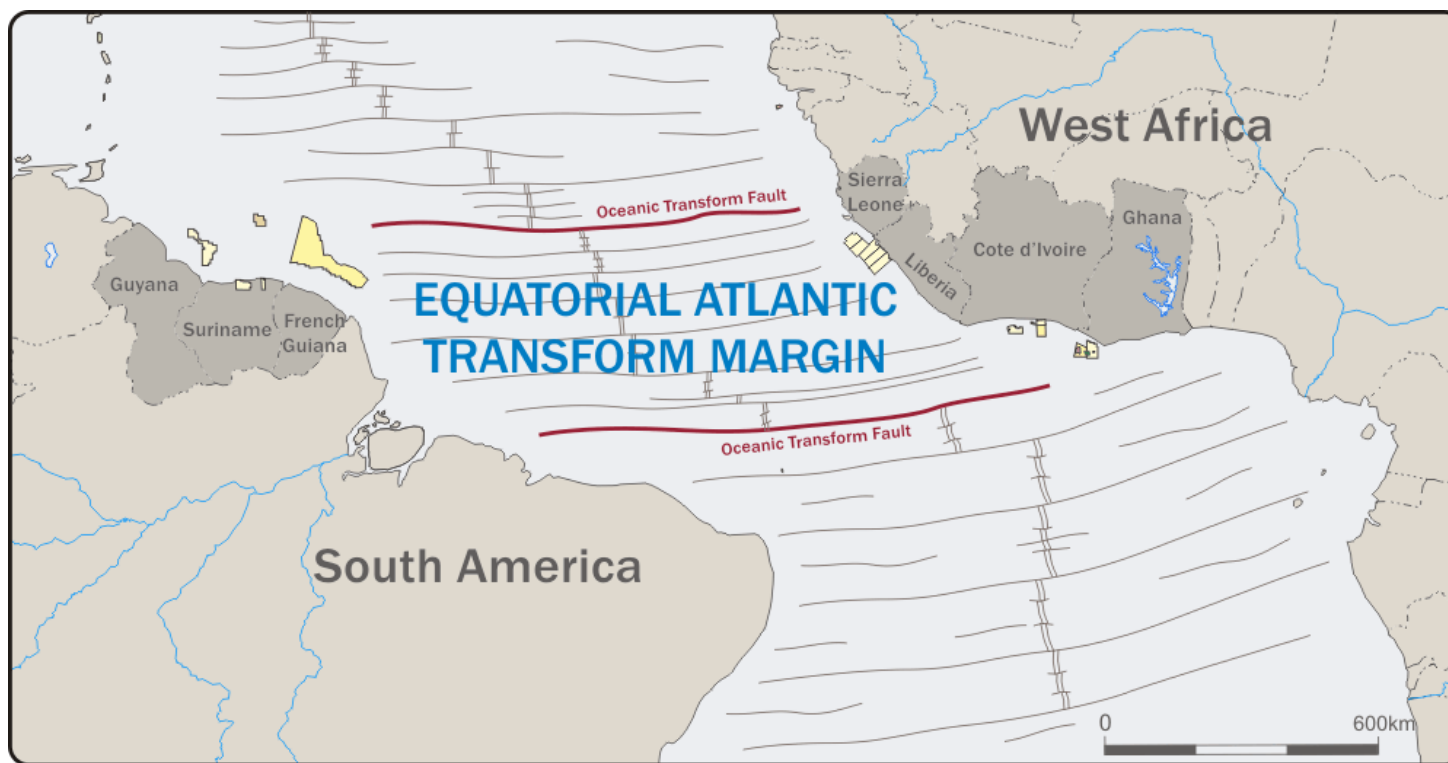 West Africa
Sierra
Leone
Oceanic Transform Fault
Ghana
Cote d'Ivoire
Liberia
Guyana
EQUATORIAL ATLANTIC
TRANSFORM MARGIN
Suriname
French
Guiana
Oceanic Transform Fault
South America
0
600km